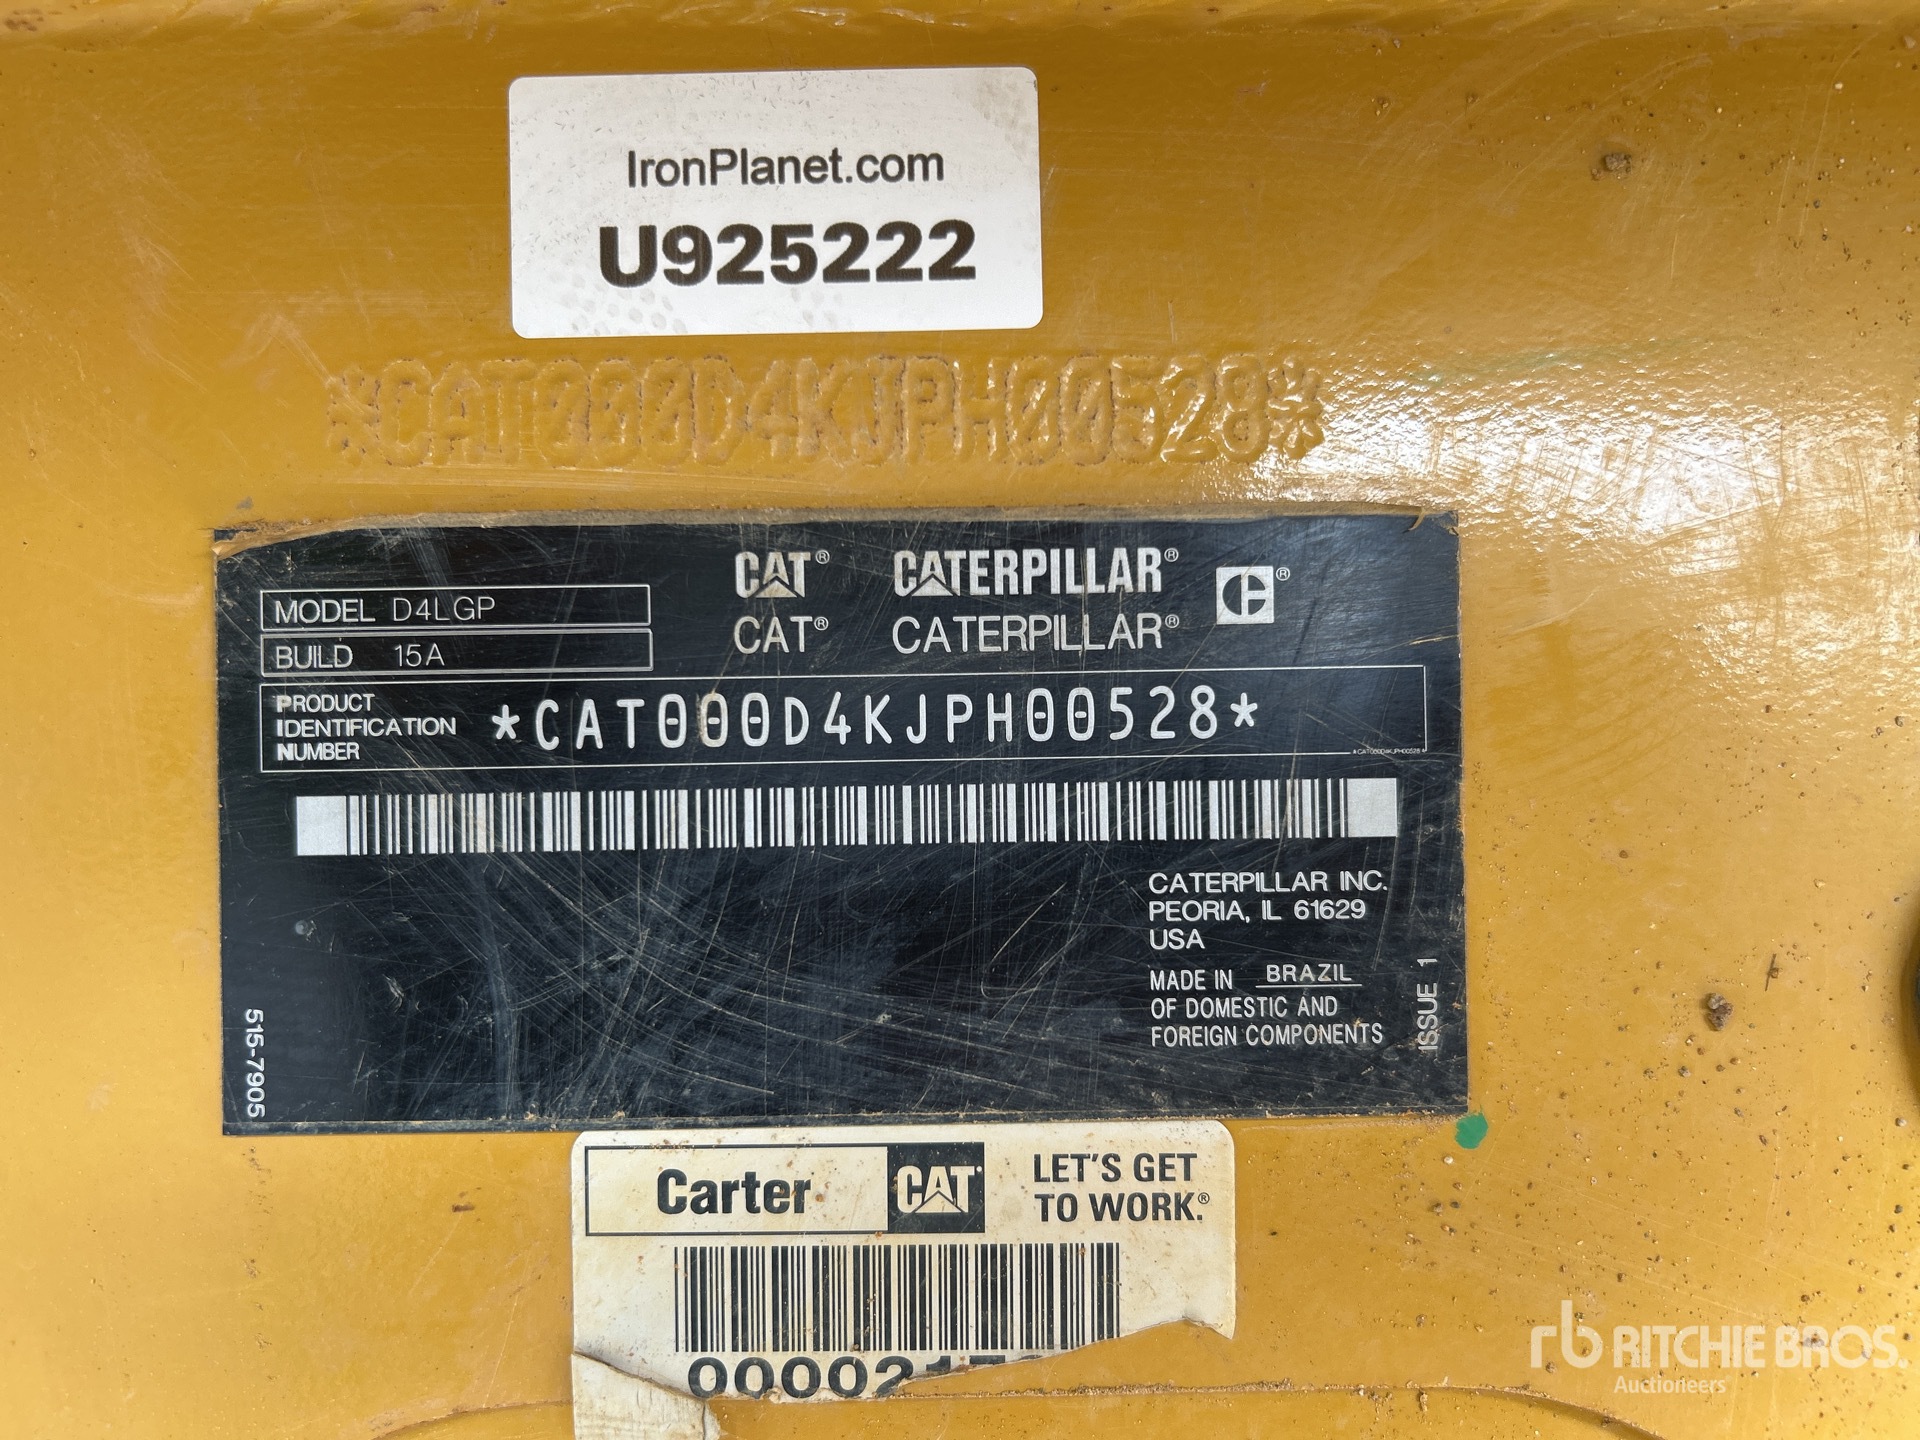 IronPlanet.com
U925222
*CAT000D4KJPH00528*
CAT® CATERPILLAR® ®
CAT® CATERPILLAR®
MODEL D4LGP
BUILD 15A
PRODUCT
IDENTIFICATION
NUMBER
*CAT000D4KJPH00528*
*CAT000D4KJPH00528*
CATERPILLAR INC.
PEORIA, IL 61629
USA
MADE IN BRAZIL
OF DOMESTIC AND
FOREIGN COMPONENTS
ISSUE 1
515-7905
Carter CAT®
LET'S GET
TO WORK.®
rb RITCHIE BROS.
Auctioneers